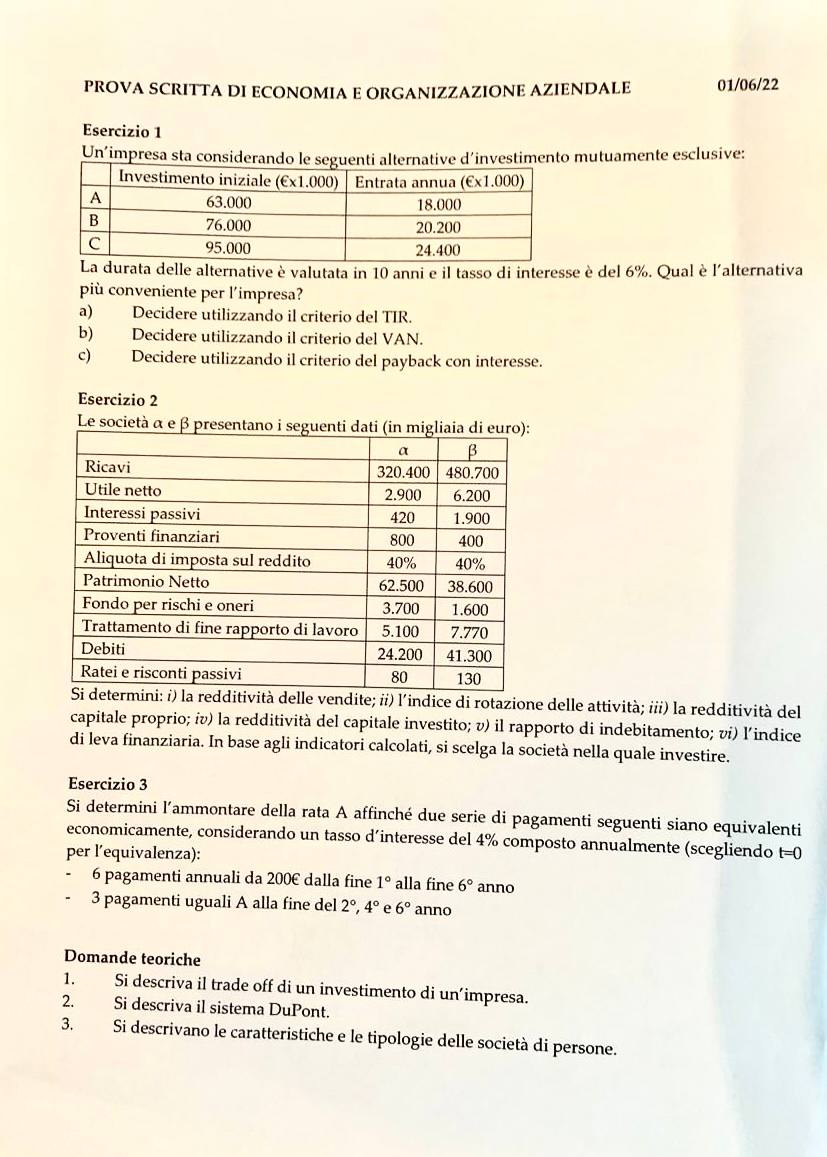 PROVA SCRITTA DI ECONOMIA E ORGANIZZAZIONE AZIENDALE 01/06/22
Esercizio 1
Un'impresa sta considerando le seguenti alternative d'investimento mutuamente esclusive:
Investimento iniziale (€x1.000) Entrata annua (€x1.000)
A 63.000 18.000
B 76.000 20.200
C 95.000 24.400
La durata delle alternative è valutata in 10 anni e il tasso di interesse è del 6%. Qual è l'alternativa
più conveniente per l'impresa?
a) Decidere utilizzando il criterio del TIR.
b) Decidere utilizzando il criterio del VAN.
c) Decidere utilizzando il criterio del payback con interesse.
Esercizio 2
Le società α e β presentano i seguenti dati (in migliaia di euro):
α β
Ricavi 320.400 480.700
Utile netto 2.900 6.200
Interessi passivi 420 1.900
Proventi finanziari 800 400
Aliquota di imposta sul reddito 40% 40%
Patrimonio Netto 62.500 38.600
Fondo per rischi e oneri 3.700 1.600
Trattamento di fine rapporto di lavoro 5.100 7.770
Debiti 24.200 41.300
Ratei e risconti passivi 80 130
Si determini: i) la redditività delle vendite; ii) l'indice di rotazione delle attività; iii) la redditività del
capitale proprio; iv) la redditività del capitale investito; v) il rapporto di indebitamento; vi) l'indice
di leva finanziaria. In base agli indicatori calcolati, si scelga la società nella quale investire.
Esercizio 3
Si determini l'ammontare della rata A affinché due serie di pagamenti seguenti siano equivalenti
economicamente, considerando un tasso d'interesse del 4% composto annualmente (scegliendo t=0
per l'equivalenza):
- 6 pagamenti annuali da 200€ dalla fine 1° alla fine 6° anno
- 3 pagamenti uguali A alla fine del 2°, 4° e 6° anno
Domande teoriche
1. Si descriva il trade off di un investimento di un'impresa.
2. Si descriva il sistema DuPont.
3. Si descrivano le caratteristiche e le tipologie delle società di persone.